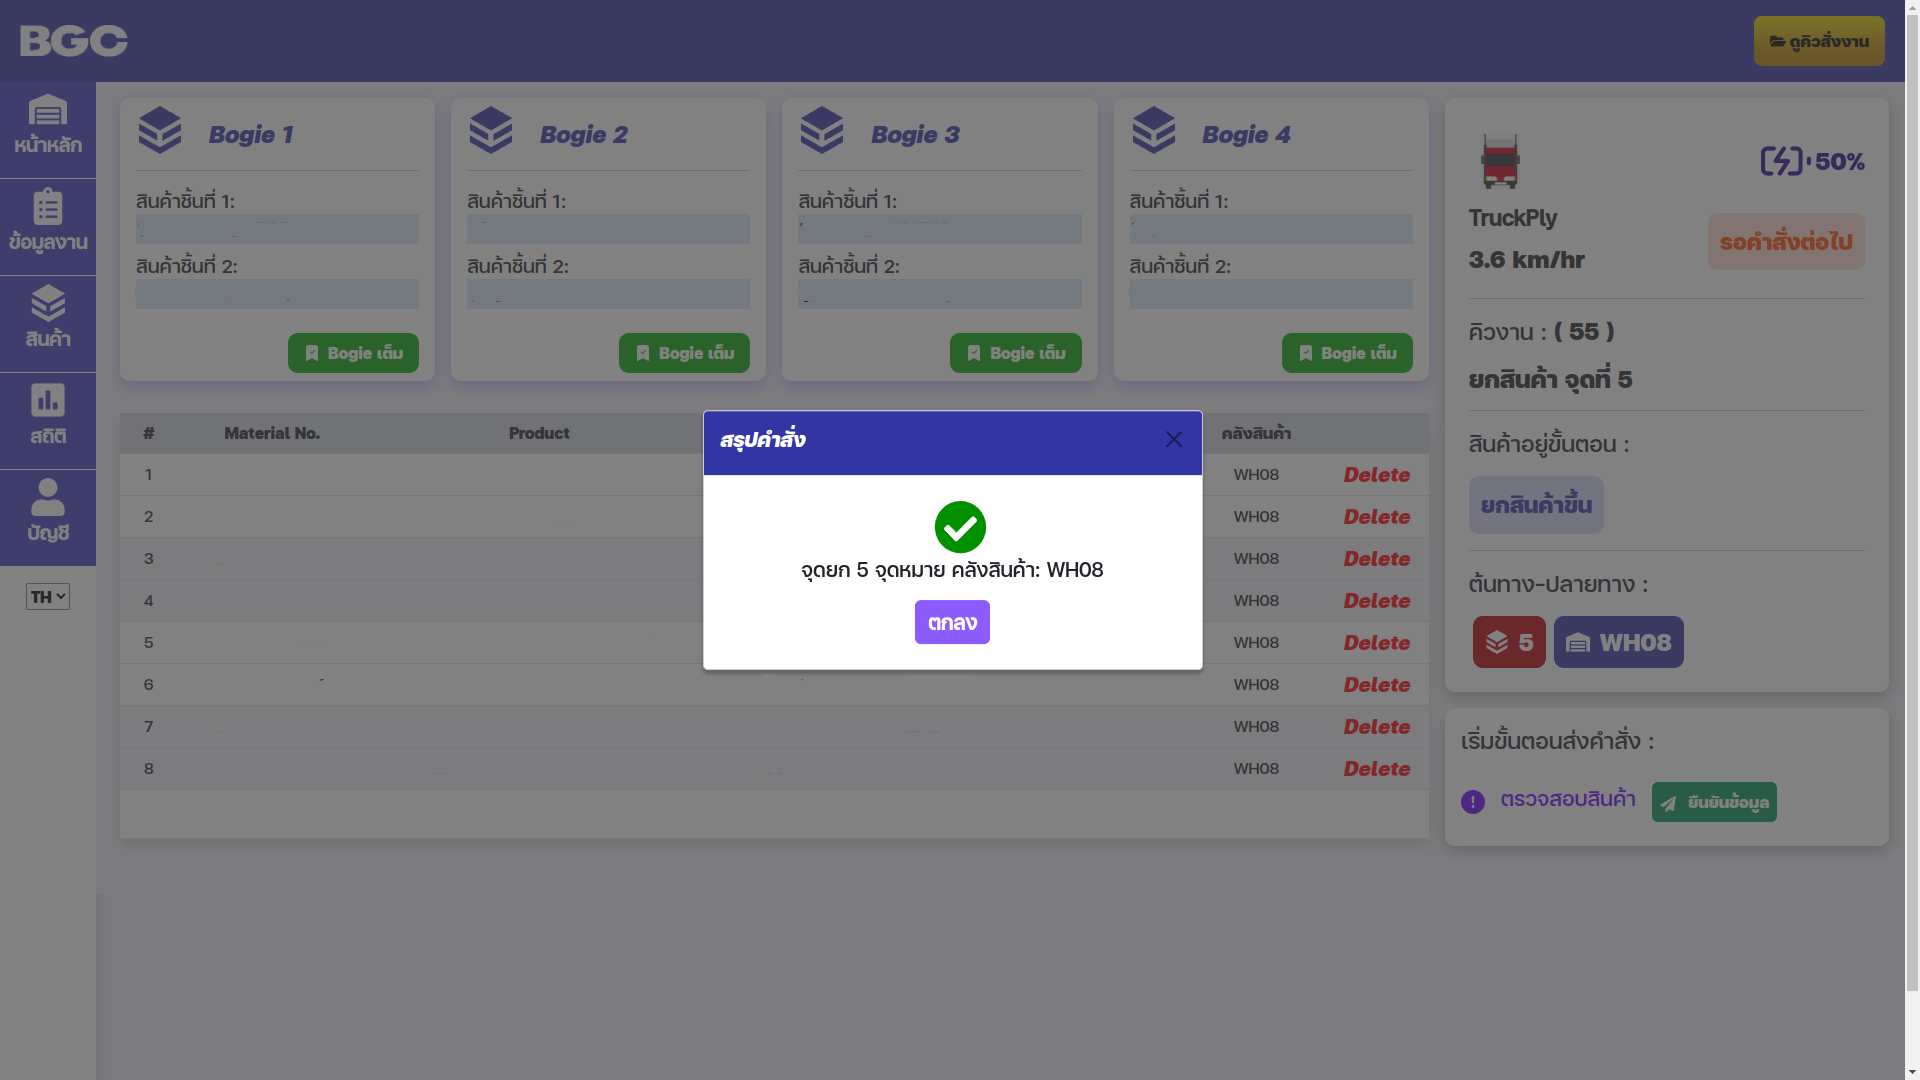 BGC
ดูคิวสั่งงาน
หน้าหลัก
ข้อมูลงาน
สินค้า
สถิติ
บัญชี
TH
Bogie 1
สินค้าชิ้นที่ 1:
สินค้าชิ้นที่ 2:
Bogie เต็ม
Bogie 2
สินค้าชิ้นที่ 1:
สินค้าชิ้นที่ 2:
Bogie เต็ม
Bogie 3
สินค้าชิ้นที่ 1:
สินค้าชิ้นที่ 2:
Bogie เต็ม
Bogie 4
สินค้าชิ้นที่ 1:
สินค้าชิ้นที่ 2:
Bogie เต็ม
# Material No. Product คลังสินค้า
1 WH08 Delete
2 WH08 Delete
3 WH08 Delete
4 WH08 Delete
5 WH08 Delete
6 WH08 Delete
7 WH08 Delete
8 WH08 Delete
สรุปคำสั่ง
จุดยก 5 จุดหมาย คลังสินค้า: WH08
ตกลง
50%
TruckPly
3.6 km/hr
รอคำสั่งต่อไป
คิวงาน : ( 55 )
ยกสินค้า จุดที่ 5
สินค้าอยู่ขั้นตอน :
ยกสินค้าขึ้น
ต้นทาง-ปลายทาง :
5 WH08
เริ่มขั้นตอนส่งคำสั่ง :
ตรวจสอบสินค้า ยืนยันข้อมูล